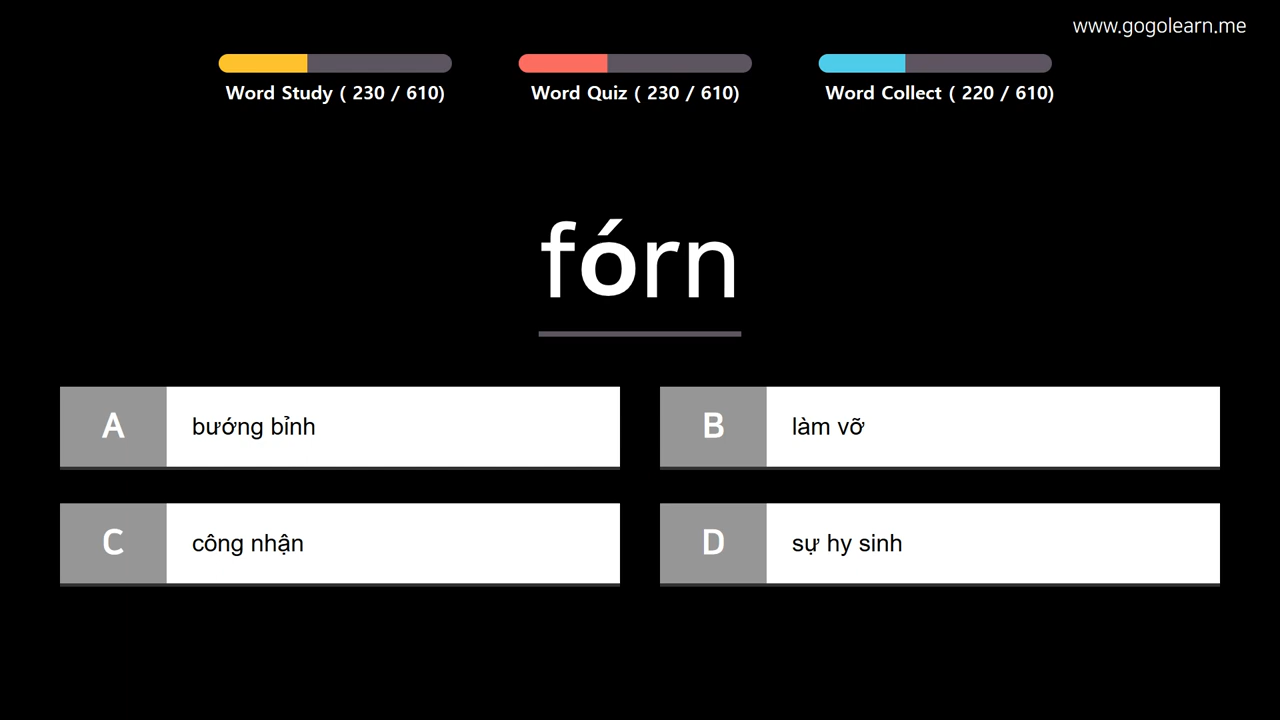 www.gogolearn.me
Word Study ( 230 / 610)
Word Quiz ( 230 / 610)
Word Collect ( 220 / 610)
fórn
A bướng bỉnh
B làm vỡ
C công nhận
D sự hy sinh